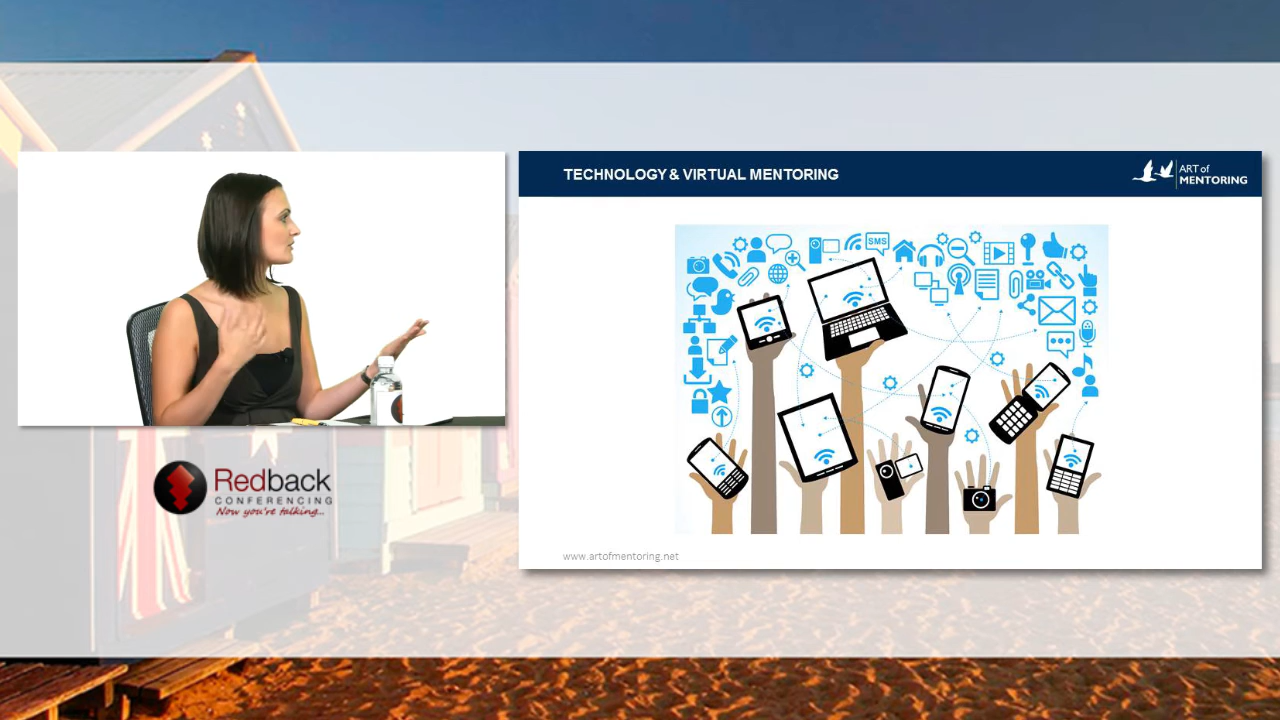 TECHNOLOGY & VIRTUAL MENTORING
ART of
MENTORING
SMS
Redback
CONFERENCING
Now you're talking...
www.artofmentoring.net